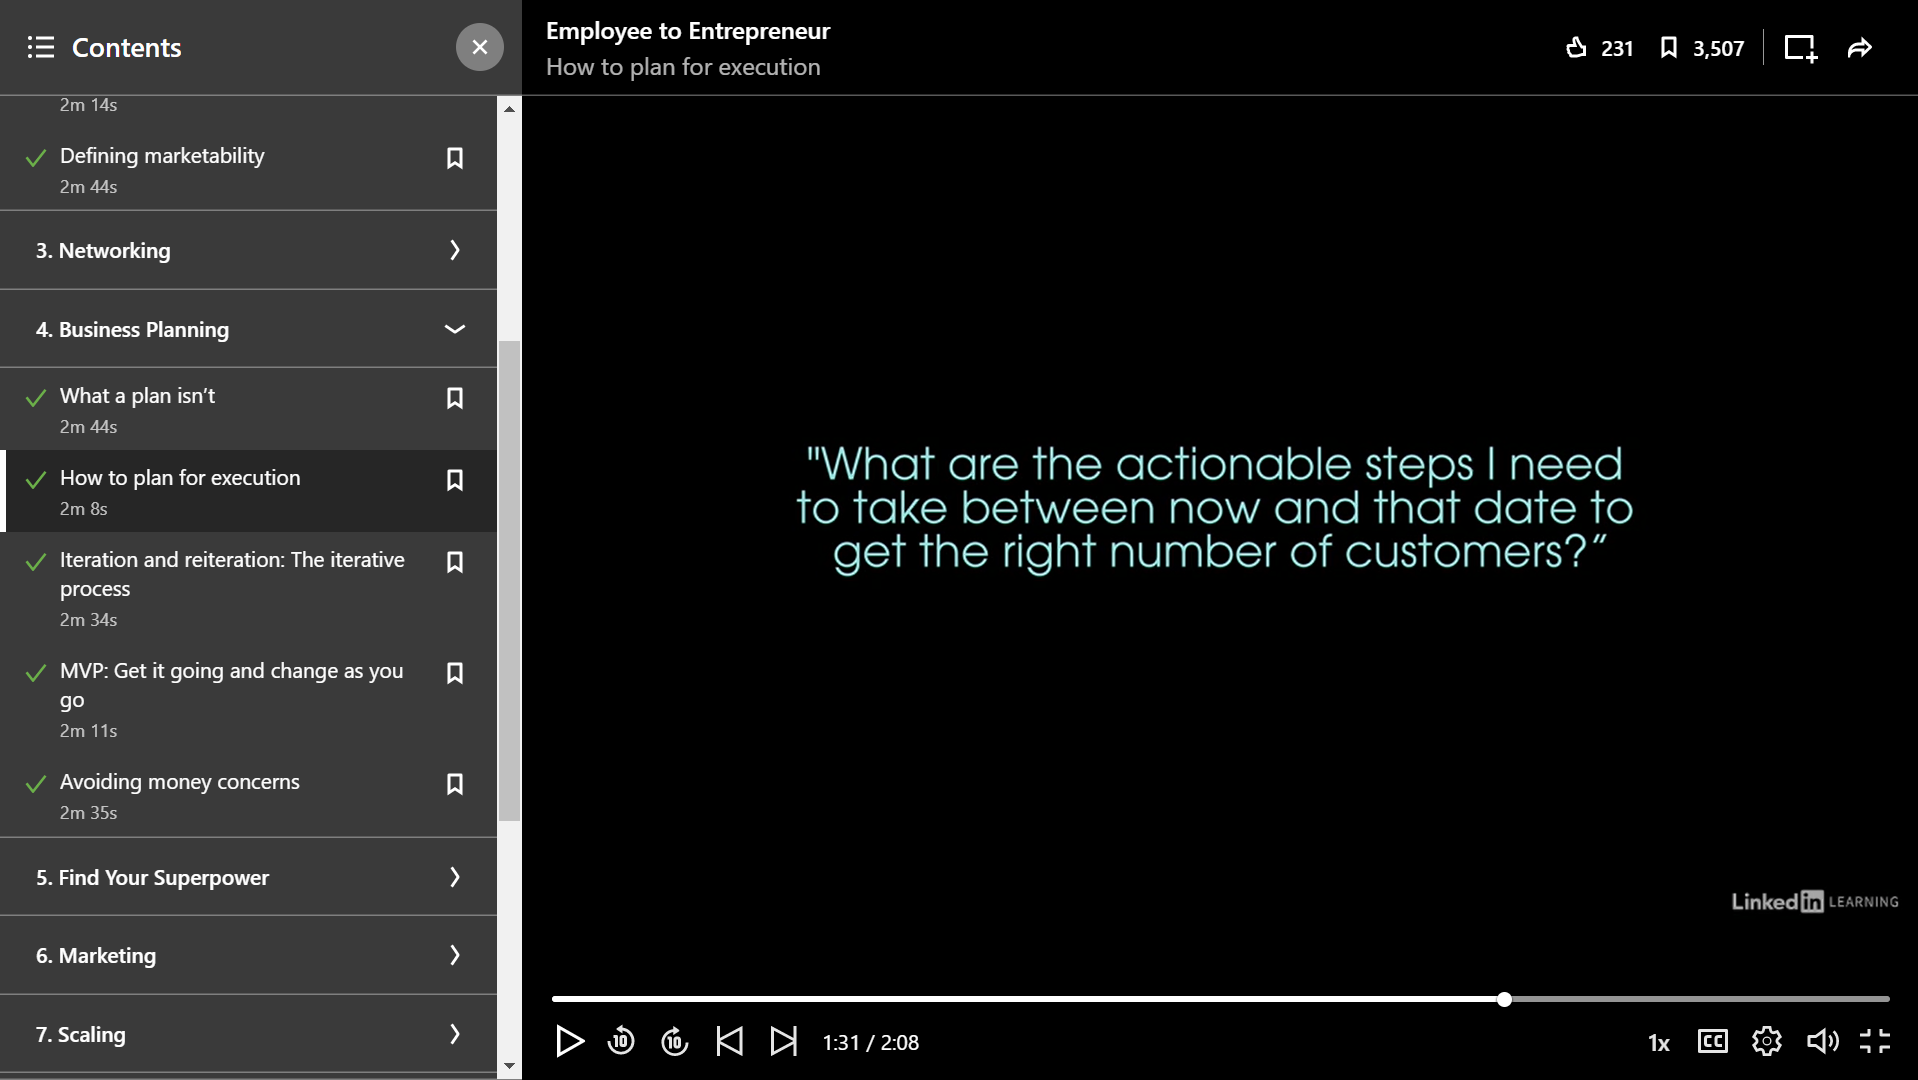 Contents
2m 14s
Defining marketability
2m 44s
3. Networking
4. Business Planning
What a plan isn’t
2m 44s
How to plan for execution
2m 8s
Iteration and reiteration: The iterative
process
2m 34s
MVP: Get it going and change as you
go
2m 11s
Avoiding money concerns
2m 35s
5. Find Your Superpower
6. Marketing
7. Scaling
Employee to Entrepreneur
How to plan for execution
231
3,507
"What are the actionable steps I need
to take between now and that date to
get the right number of customers?”
Linkedin LEARNING
10
10
1:31 / 2:08
1x
CC